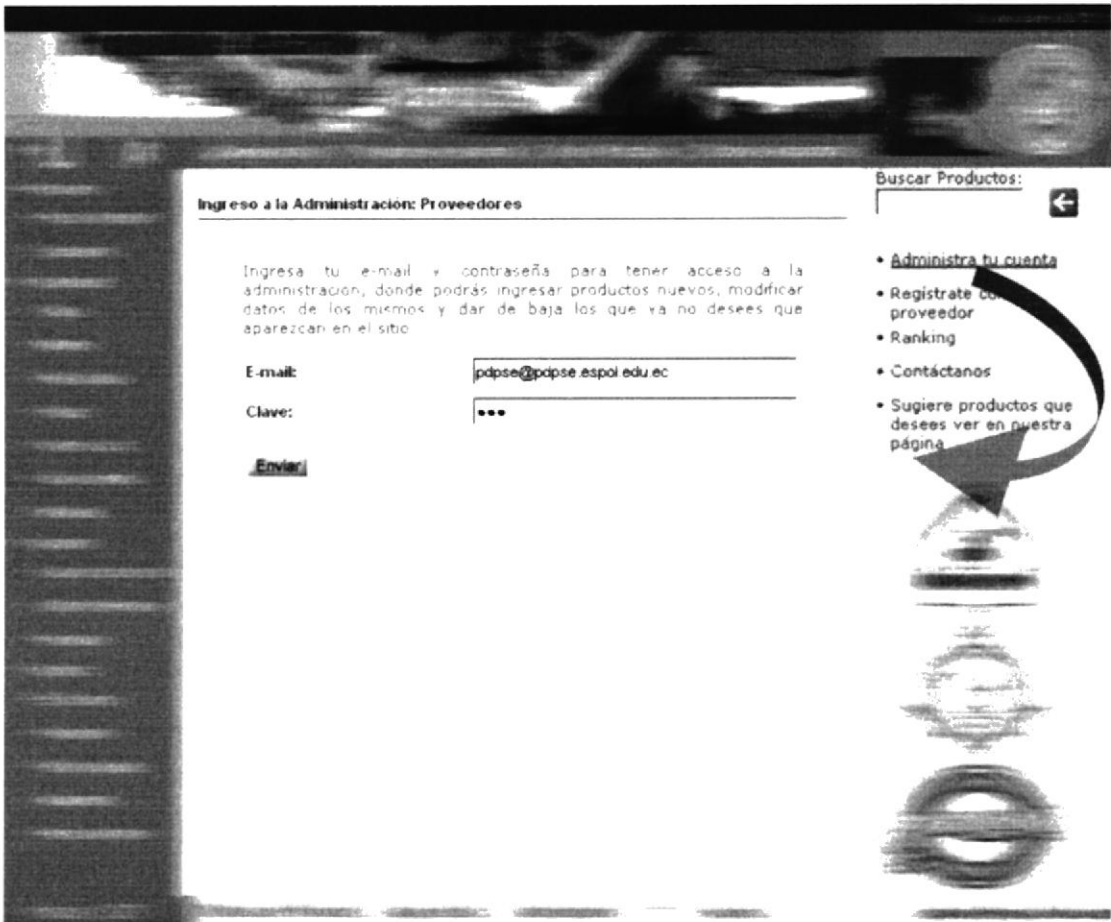 Buscar Productos:
Ingreso a la Administración: Proveedores
Ingresa tu e-mail y contraseña para tener acceso a la
administración, donde podrás ingresar productos nuevos, modificar
datos de los mismos y dar de baja los que ya no desees que
aparezcan en el sitio
E-mail:
pdpse@pdpse.espol.edu.ec
Clave:
•••
Enviar
• Administra tu cuenta
• Regístrate
proveedor
• Ranking
• Contáctanos
• Sugiere productos que
desees ver en nuestra
página